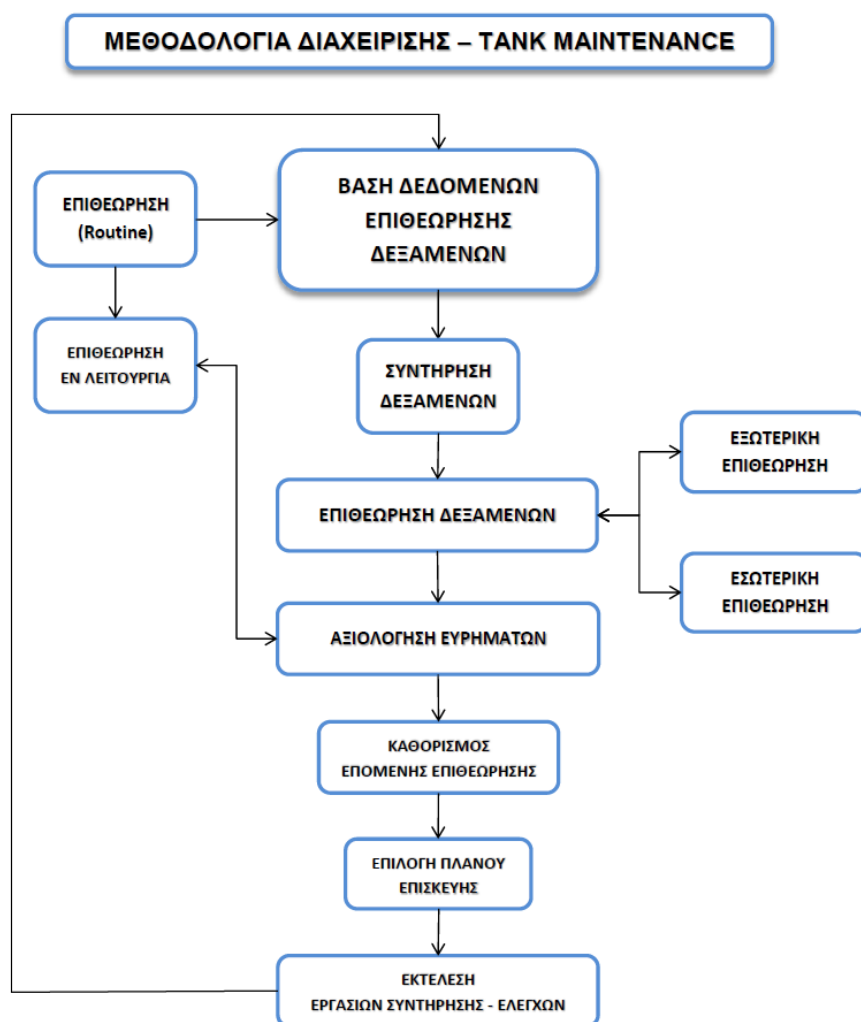 ΜΕΘΟΔΟΛΟΓΙΑ ΔΙΑΧΕΙΡΙΣΗΣ – TANK MAINTENANCE
ΒΑΣΗ ΔΕΔΟΜΕΝΩΝ
ΕΠΙΘΕΩΡΗΣΗΣ
ΔΕΞΑΜΕΝΩΝ
ΕΠΙΘΕΩΡΗΣΗ
(Routine)
ΕΠΙΘΕΩΡΗΣΗ
ΕΝ ΛΕΙΤΟΥΡΓΙΑ
ΣΥΝΤΗΡΗΣΗ
ΔΕΞΑΜΕΝΩΝ
ΕΞΩΤΕΡΙΚΗ
ΕΠΙΘΕΩΡΗΣΗ
ΕΠΙΘΕΩΡΗΣΗ ΔΕΞΑΜΕΝΩΝ
ΕΣΩΤΕΡΙΚΗ
ΕΠΙΘΕΩΡΗΣΗ
ΑΞΙΟΛΟΓΗΣΗ ΕΥΡΗΜΑΤΩΝ
ΚΑΘΟΡΙΣΜΟΣ
ΕΠΟΜΕΝΗΣ ΕΠΙΘΕΩΡΗΣΗΣ
ΕΠΙΛΟΓΗ ΠΛΑΝΟΥ
ΕΠΙΣΚΕΥΗΣ
ΕΚΤΕΛΕΣΗ
ΕΡΓΑΣΙΩΝ ΣΥΝΤΗΡΗΣΗΣ - ΕΛΕΓΧΩΝ